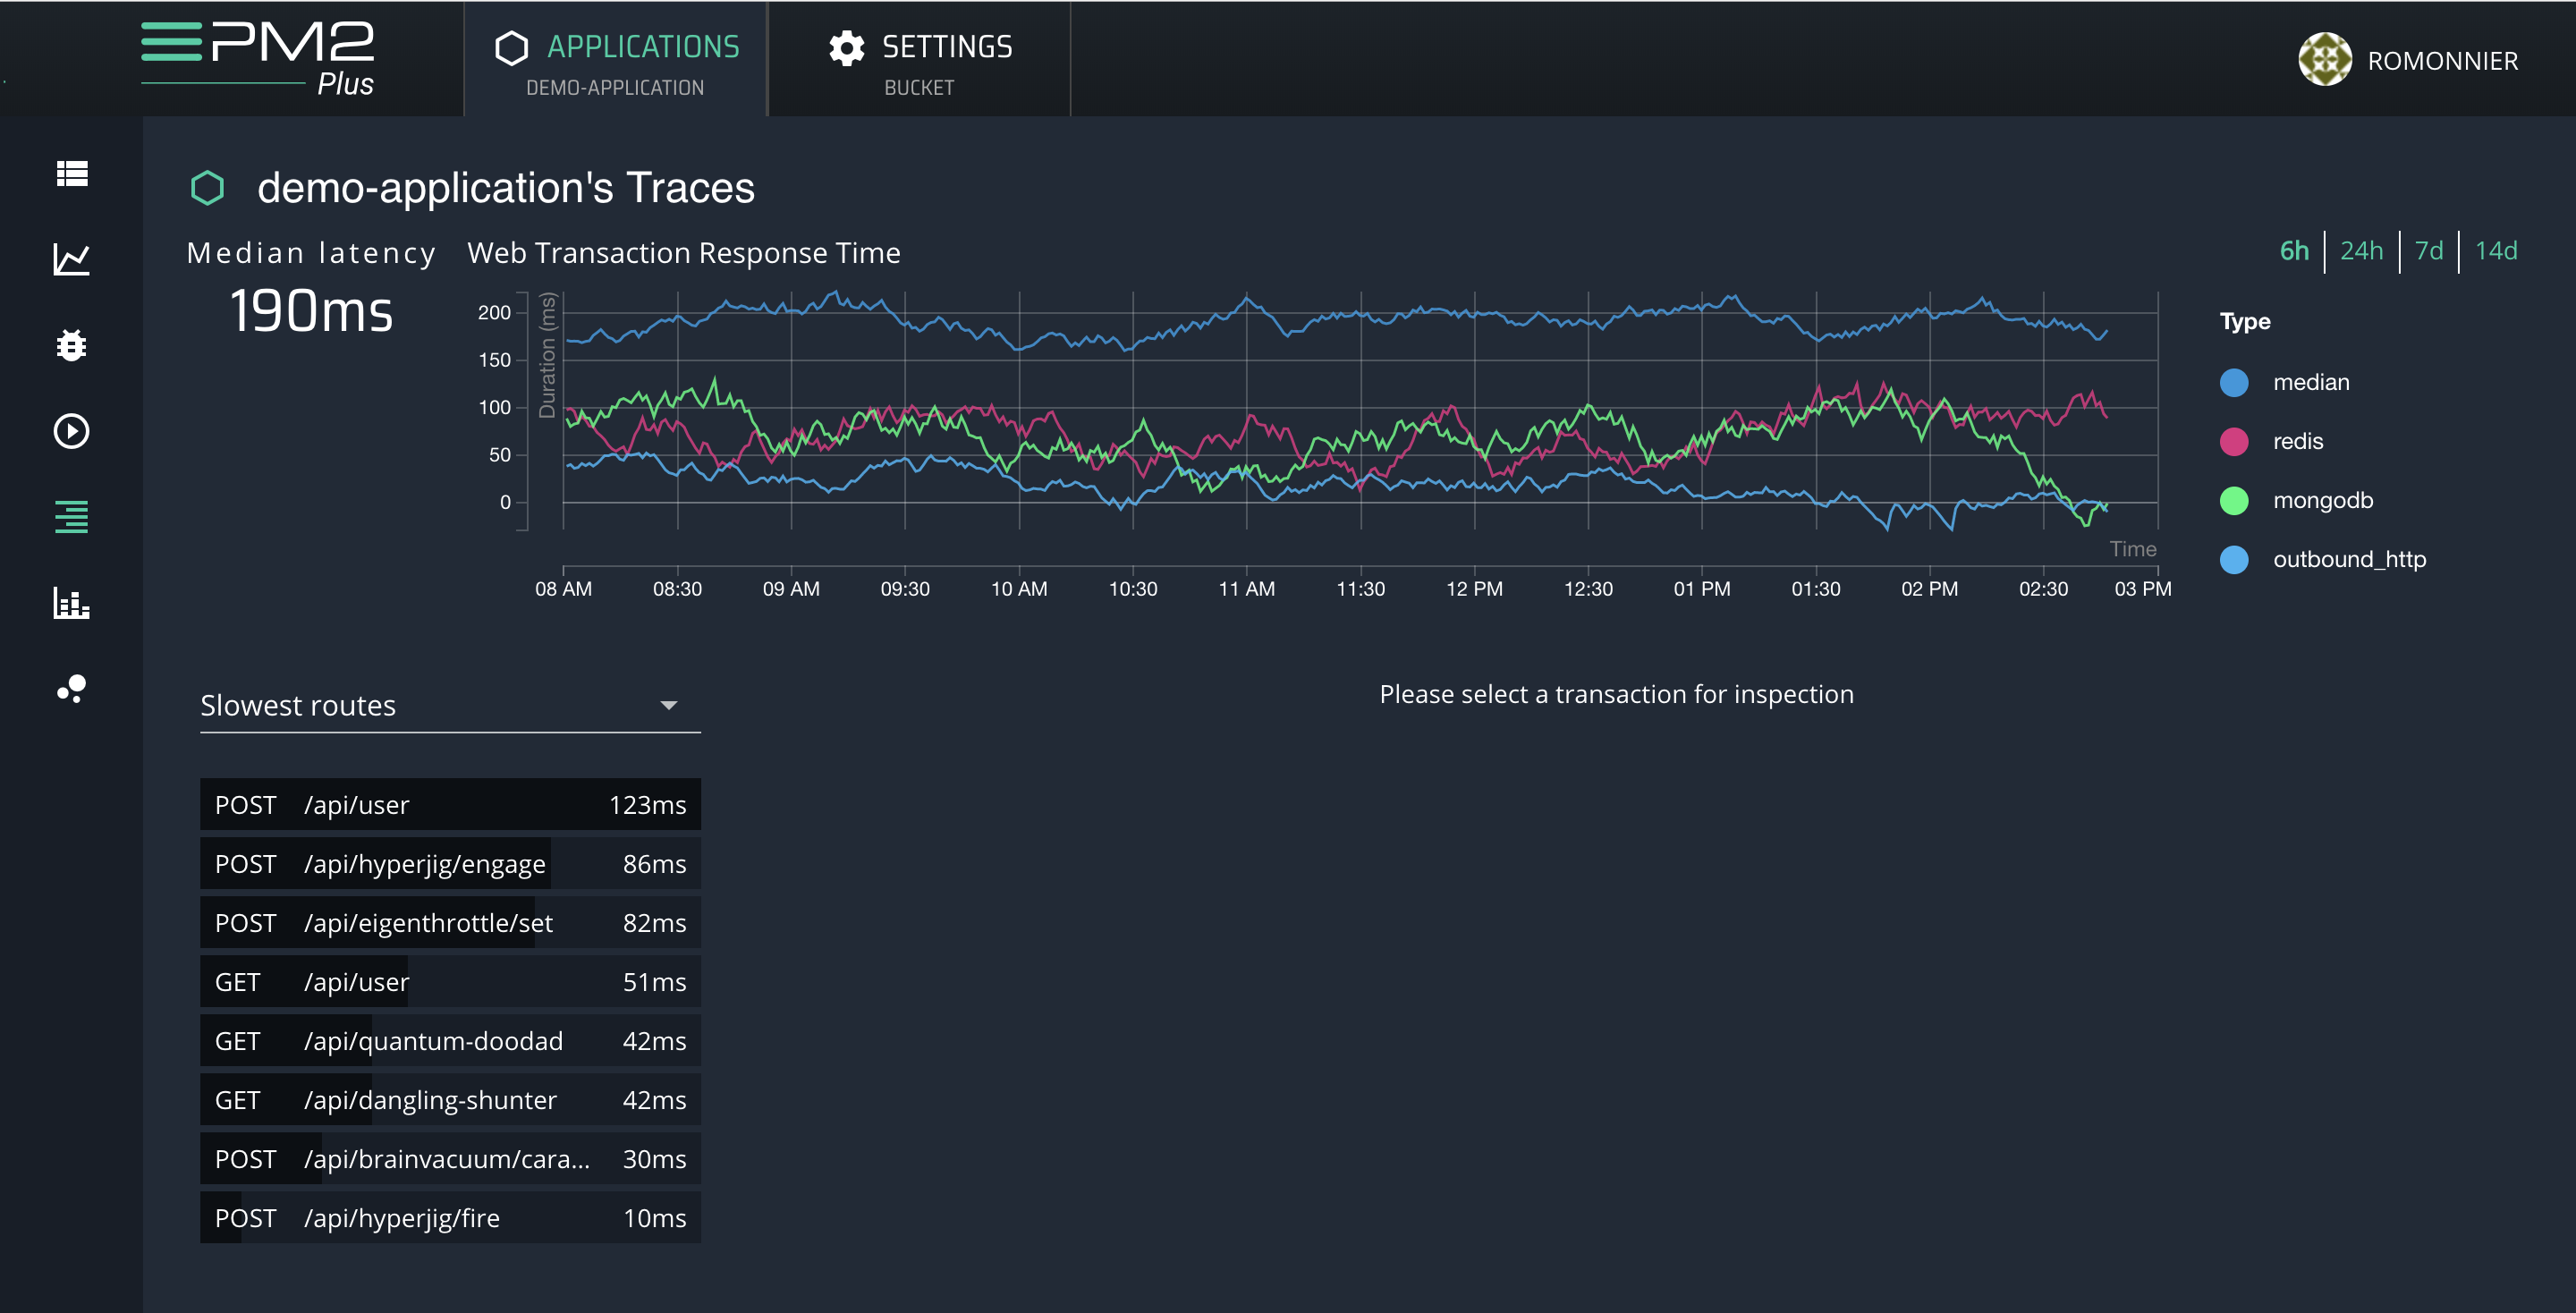 PM2
Plus
APPLICATIONS
DEMO-APPLICATION
SETTINGS
BUCKET
ROMONNIER
demo-application's Traces
Median latency
190ms
Web Transaction Response Time
6h
24h
7d
14d
Duration (ms)
200
150
100
50
0
Time
08 AM
08:30
09 AM
09:30
10 AM
10:30
11 AM
11:30
12 PM
12:30
01 PM
01:30
02 PM
02:30
03 PM
Type
median
redis
mongodb
outbound_http
Slowest routes
Please select a transaction for inspection
POST /api/user 123ms
POST /api/hyperjig/engage 86ms
POST /api/eigenthrottle/set 82ms
GET /api/user 51ms
GET /api/quantum-doodad 42ms
GET /api/dangling-shunter 42ms
POST /api/brainvacuum/cara... 30ms
POST /api/hyperjig/fire 10ms